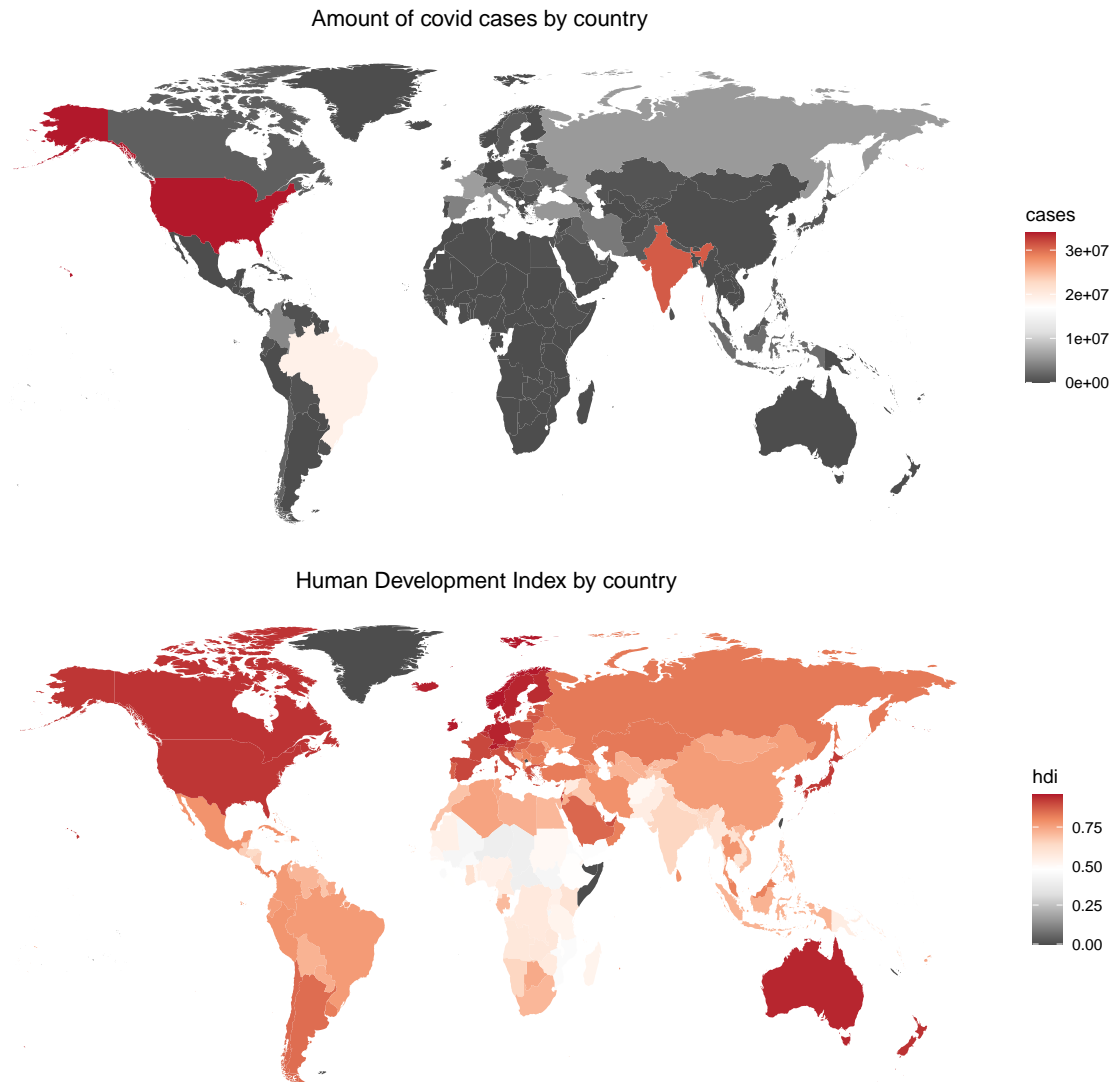 Amount of covid cases by country
cases
3e+07
2e+07
1e+07
0e+00
Human Development Index by country
hdi
0.75
0.50
0.25
0.00